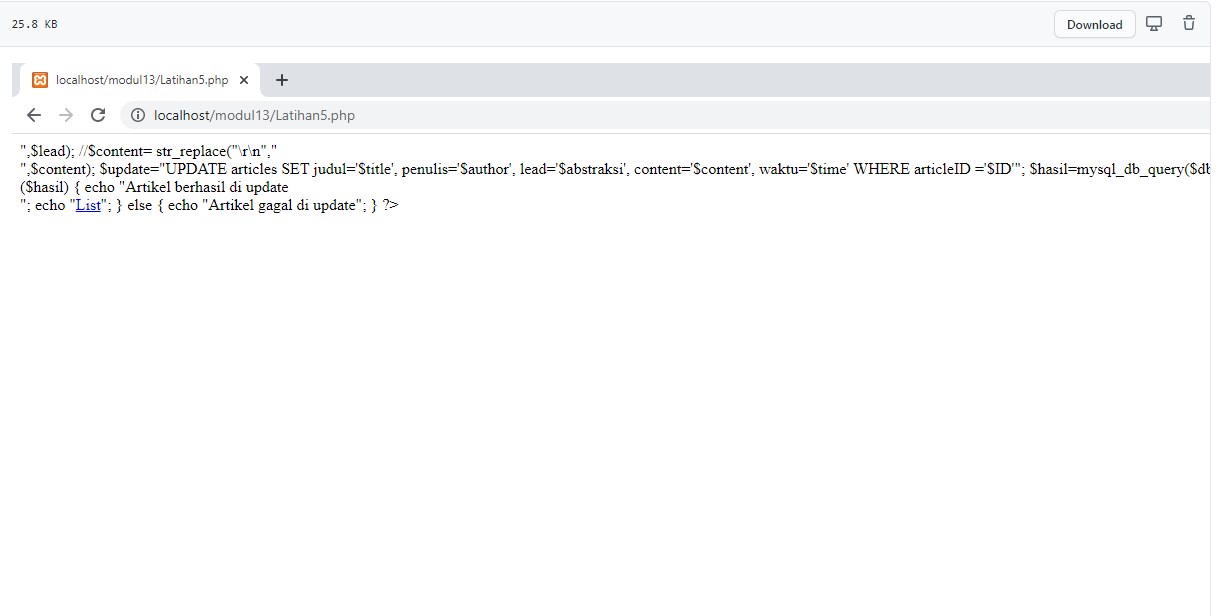 25.8 KB
Download
localhost/modul13/Latihan5.php
localhost/modul13/Latihan5.php
",$lead); //$content= str_replace("\r\n","
",$content); $update="UPDATE articles SET judul='$title', penulis='$author', lead='$abstraksi', content='$content', waktu='$time' WHERE articleID ='$ID'"; $hasil=mysql_db_query($db
($hasil) { echo "Artikel berhasil di update
"; echo "List"; } else { echo "Artikel gagal di update"; } ?>